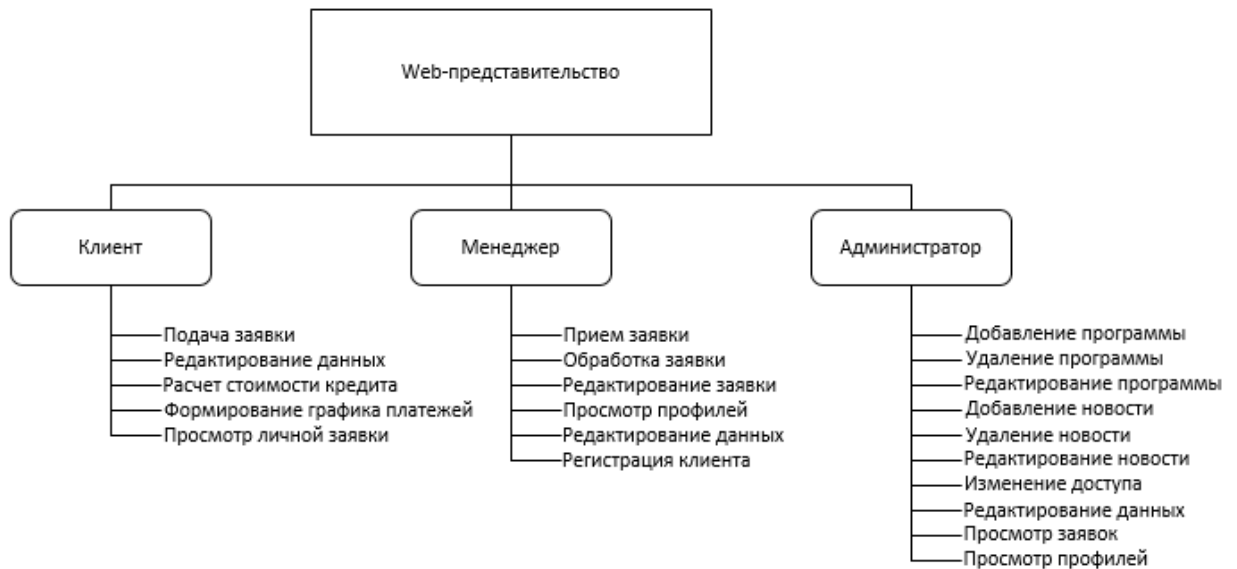 Web-представительство
Клиент
Менеджер
Администратор
Подача заявки
Редактирование данных
Расчет стоимости кредита
Формирование графика платежей
Просмотр личной заявки
Прием заявки
Обработка заявки
Редактирование заявки
Просмотр профилей
Редактирование данных
Регистрация клиента
Добавление программы
Удаление программы
Редактирование программы
Добавление новости
Удаление новости
Редактирование новости
Изменение доступа
Редактирование данных
Просмотр заявок
Просмотр профилей